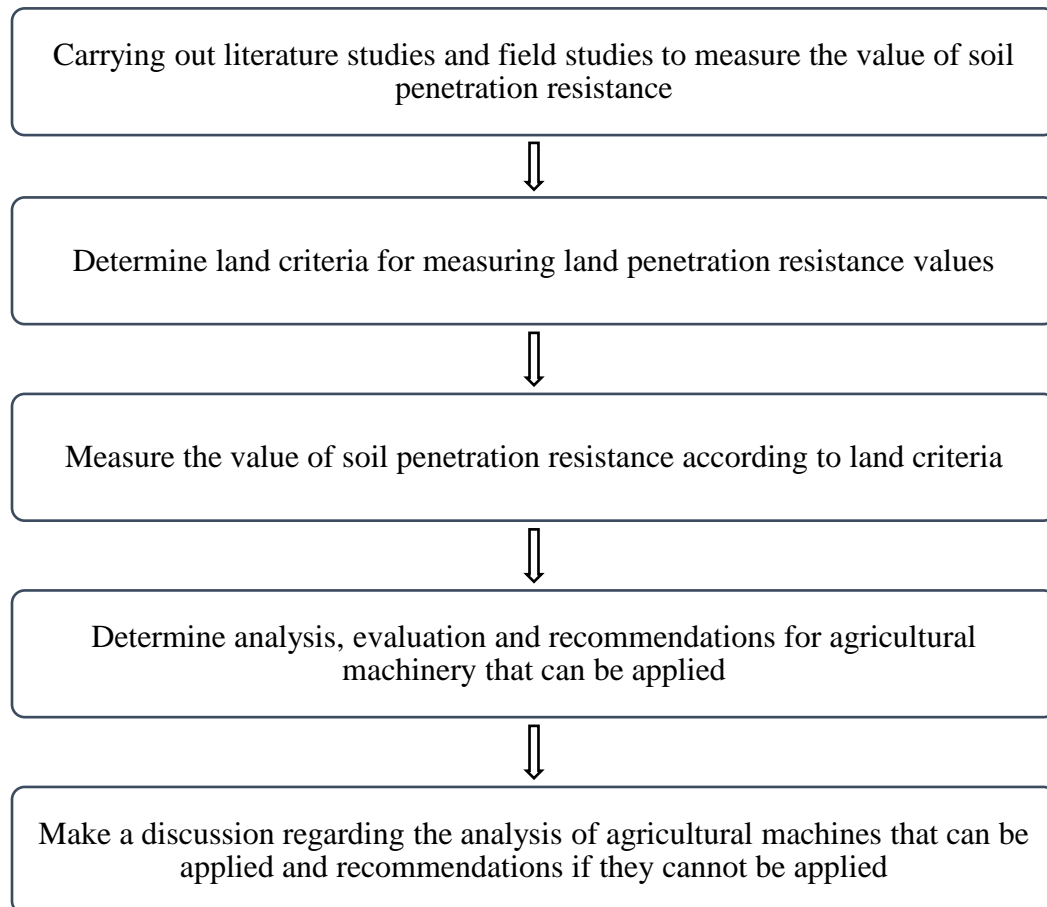 Carrying out literature studies and field studies to measure the value of soil
penetration resistance
Determine land criteria for measuring land penetration resistance values
Measure the value of soil penetration resistance according to land criteria
Determine analysis, evaluation and recommendations for agricultural
machinery that can be applied
Make a discussion regarding the analysis of agricultural machines that can be
applied and recommendations if they cannot be applied